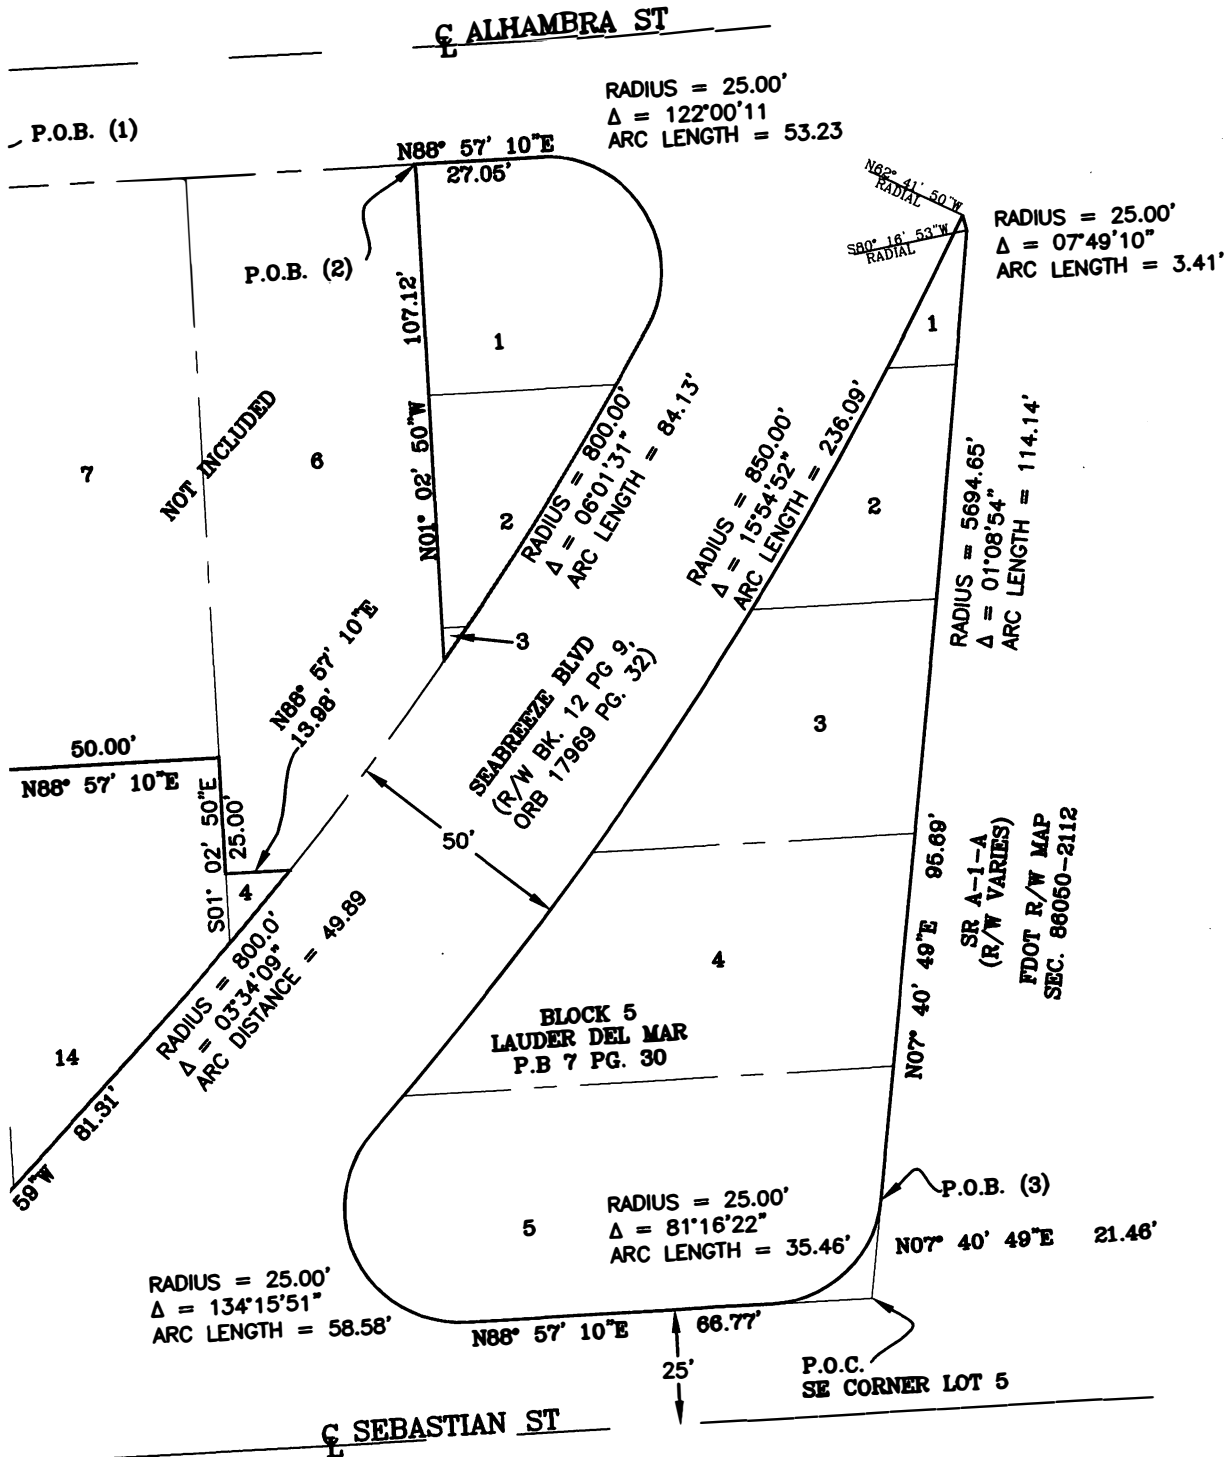 ℄ ALHAMBRA ST
RADIUS = 25.00'
Δ = 122°00'11
ARC LENGTH = 53.23
P.O.B. (1)
N88° 57' 10"E
27.05'
N62° 41' 50"W
RADIAL
S80° 16' 53"W
RADIAL
RADIUS = 25.00'
Δ = 07°49'10"
ARC LENGTH = 3.41'
P.O.B. (2)
107.12'
N01° 02' 50"W
1
1
7
NOT INCLUDED
6
2
RADIUS = 800.00'
Δ = 06°01'31"
ARC LENGTH = 84.13'
RADIUS = 850.00'
Δ = 15°54'52"
ARC LENGTH = 236.09'
2
RADIUS = 5694.65'
Δ = 01°08'54"
ARC LENGTH = 114.14'
3
N88° 57' 10"E
13.98'
SEABREEZE BLVD
(R/W BK. 12 PG 9,
ORB 17969 PG. 32)
3
50.00'
N88° 57' 10"E
S01° 02' 50"E
25.00'
50'
4
RADIUS = 800.0'
Δ = 03°34'09"
ARC DISTANCE = 49.89
N07° 40' 49"E 95.69'
SR A-1-A
(R/W VARIES)
FDOT R/W MAP
SEC. 86050-2112
4
BLOCK 5
LAUDER DEL MAR
P.B 7 PG. 30
14
81.31'
59"W
P.O.B. (3)
5
RADIUS = 25.00'
Δ = 81°16'22"
ARC LENGTH = 35.46'
N07° 40' 49"E 21.46'
RADIUS = 25.00'
Δ = 134°15'51"
ARC LENGTH = 58.58'
N88° 57' 10"E 66.77'
25'
P.O.C.
SE CORNER LOT 5
℄ SEBASTIAN ST